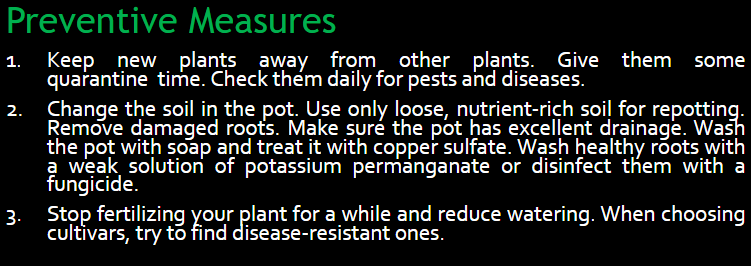 Preventive Measures
1. Keep new plants away from other plants. Give them some
quarantine time. Check them daily for pests and diseases.
2. Change the soil in the pot. Use only loose, nutrient-rich soil for repotting.
Remove damaged roots. Make sure the pot has excellent drainage. Wash
the pot with soap and treat it with copper sulfate. Wash healthy roots with
a weak solution of potassium permanganate or disinfect them with a
fungicide.
3. Stop fertilizing your plant for a while and reduce watering. When choosing
cultivars, try to find disease-resistant ones.